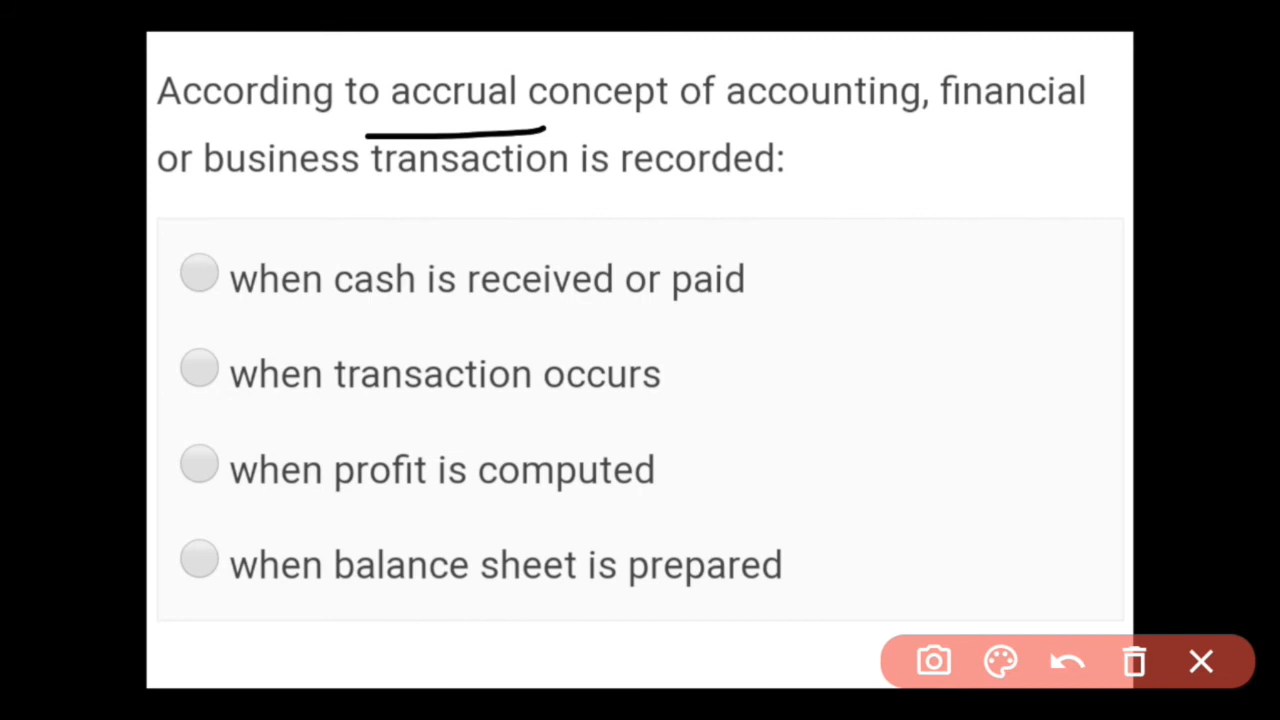 According to accrual concept of accounting, financial
or business transaction is recorded:
when cash is received or paid
when transaction occurs
when profit is computed
when balance sheet is prepared